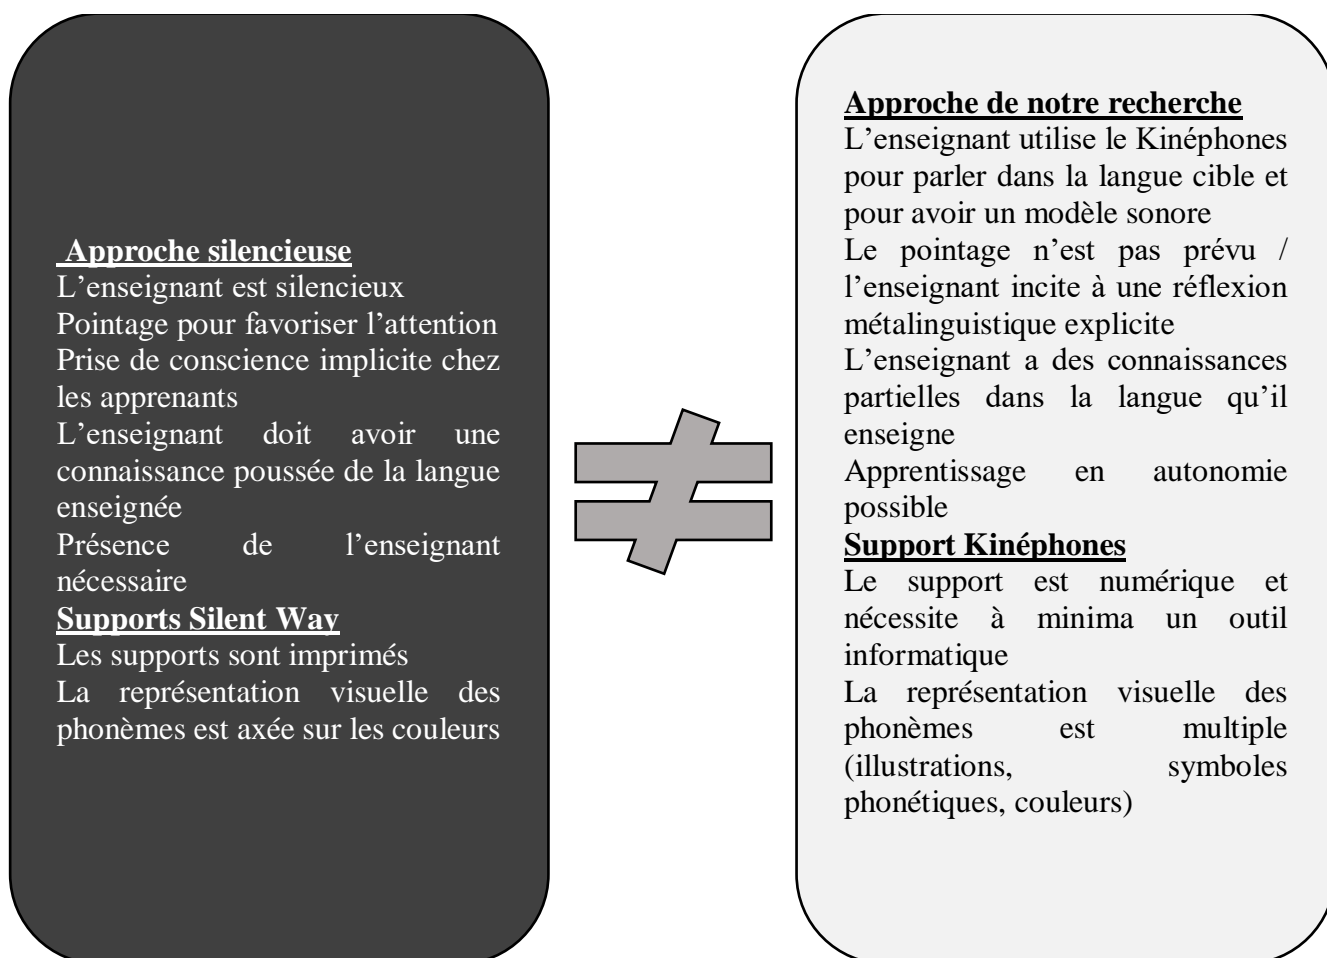 Approche silencieuse
L’enseignant est silencieux
Pointage pour favoriser l’attention
Prise de conscience implicite chez
les apprenants
L’enseignant doit avoir une
connaissance poussée de la langue
enseignée
Présence de l’enseignant
nécessaire
Supports Silent Way
Les supports sont imprimés
La représentation visuelle des
phonèmes est axée sur les couleurs
≠
Approche de notre recherche
L’enseignant utilise le Kinéphones
pour parler dans la langue cible et
pour avoir un modèle sonore
Le pointage n’est pas prévu /
l’enseignant incite à une réflexion
métalinguistique explicite
L’enseignant a des connaissances
partielles dans la langue qu’il
enseigne
Apprentissage en autonomie
possible
Support Kinéphones
Le support est numérique et
nécessite à minima un outil
informatique
La représentation visuelle des
phonèmes est multiple
(illustrations, symboles
phonétiques, couleurs)